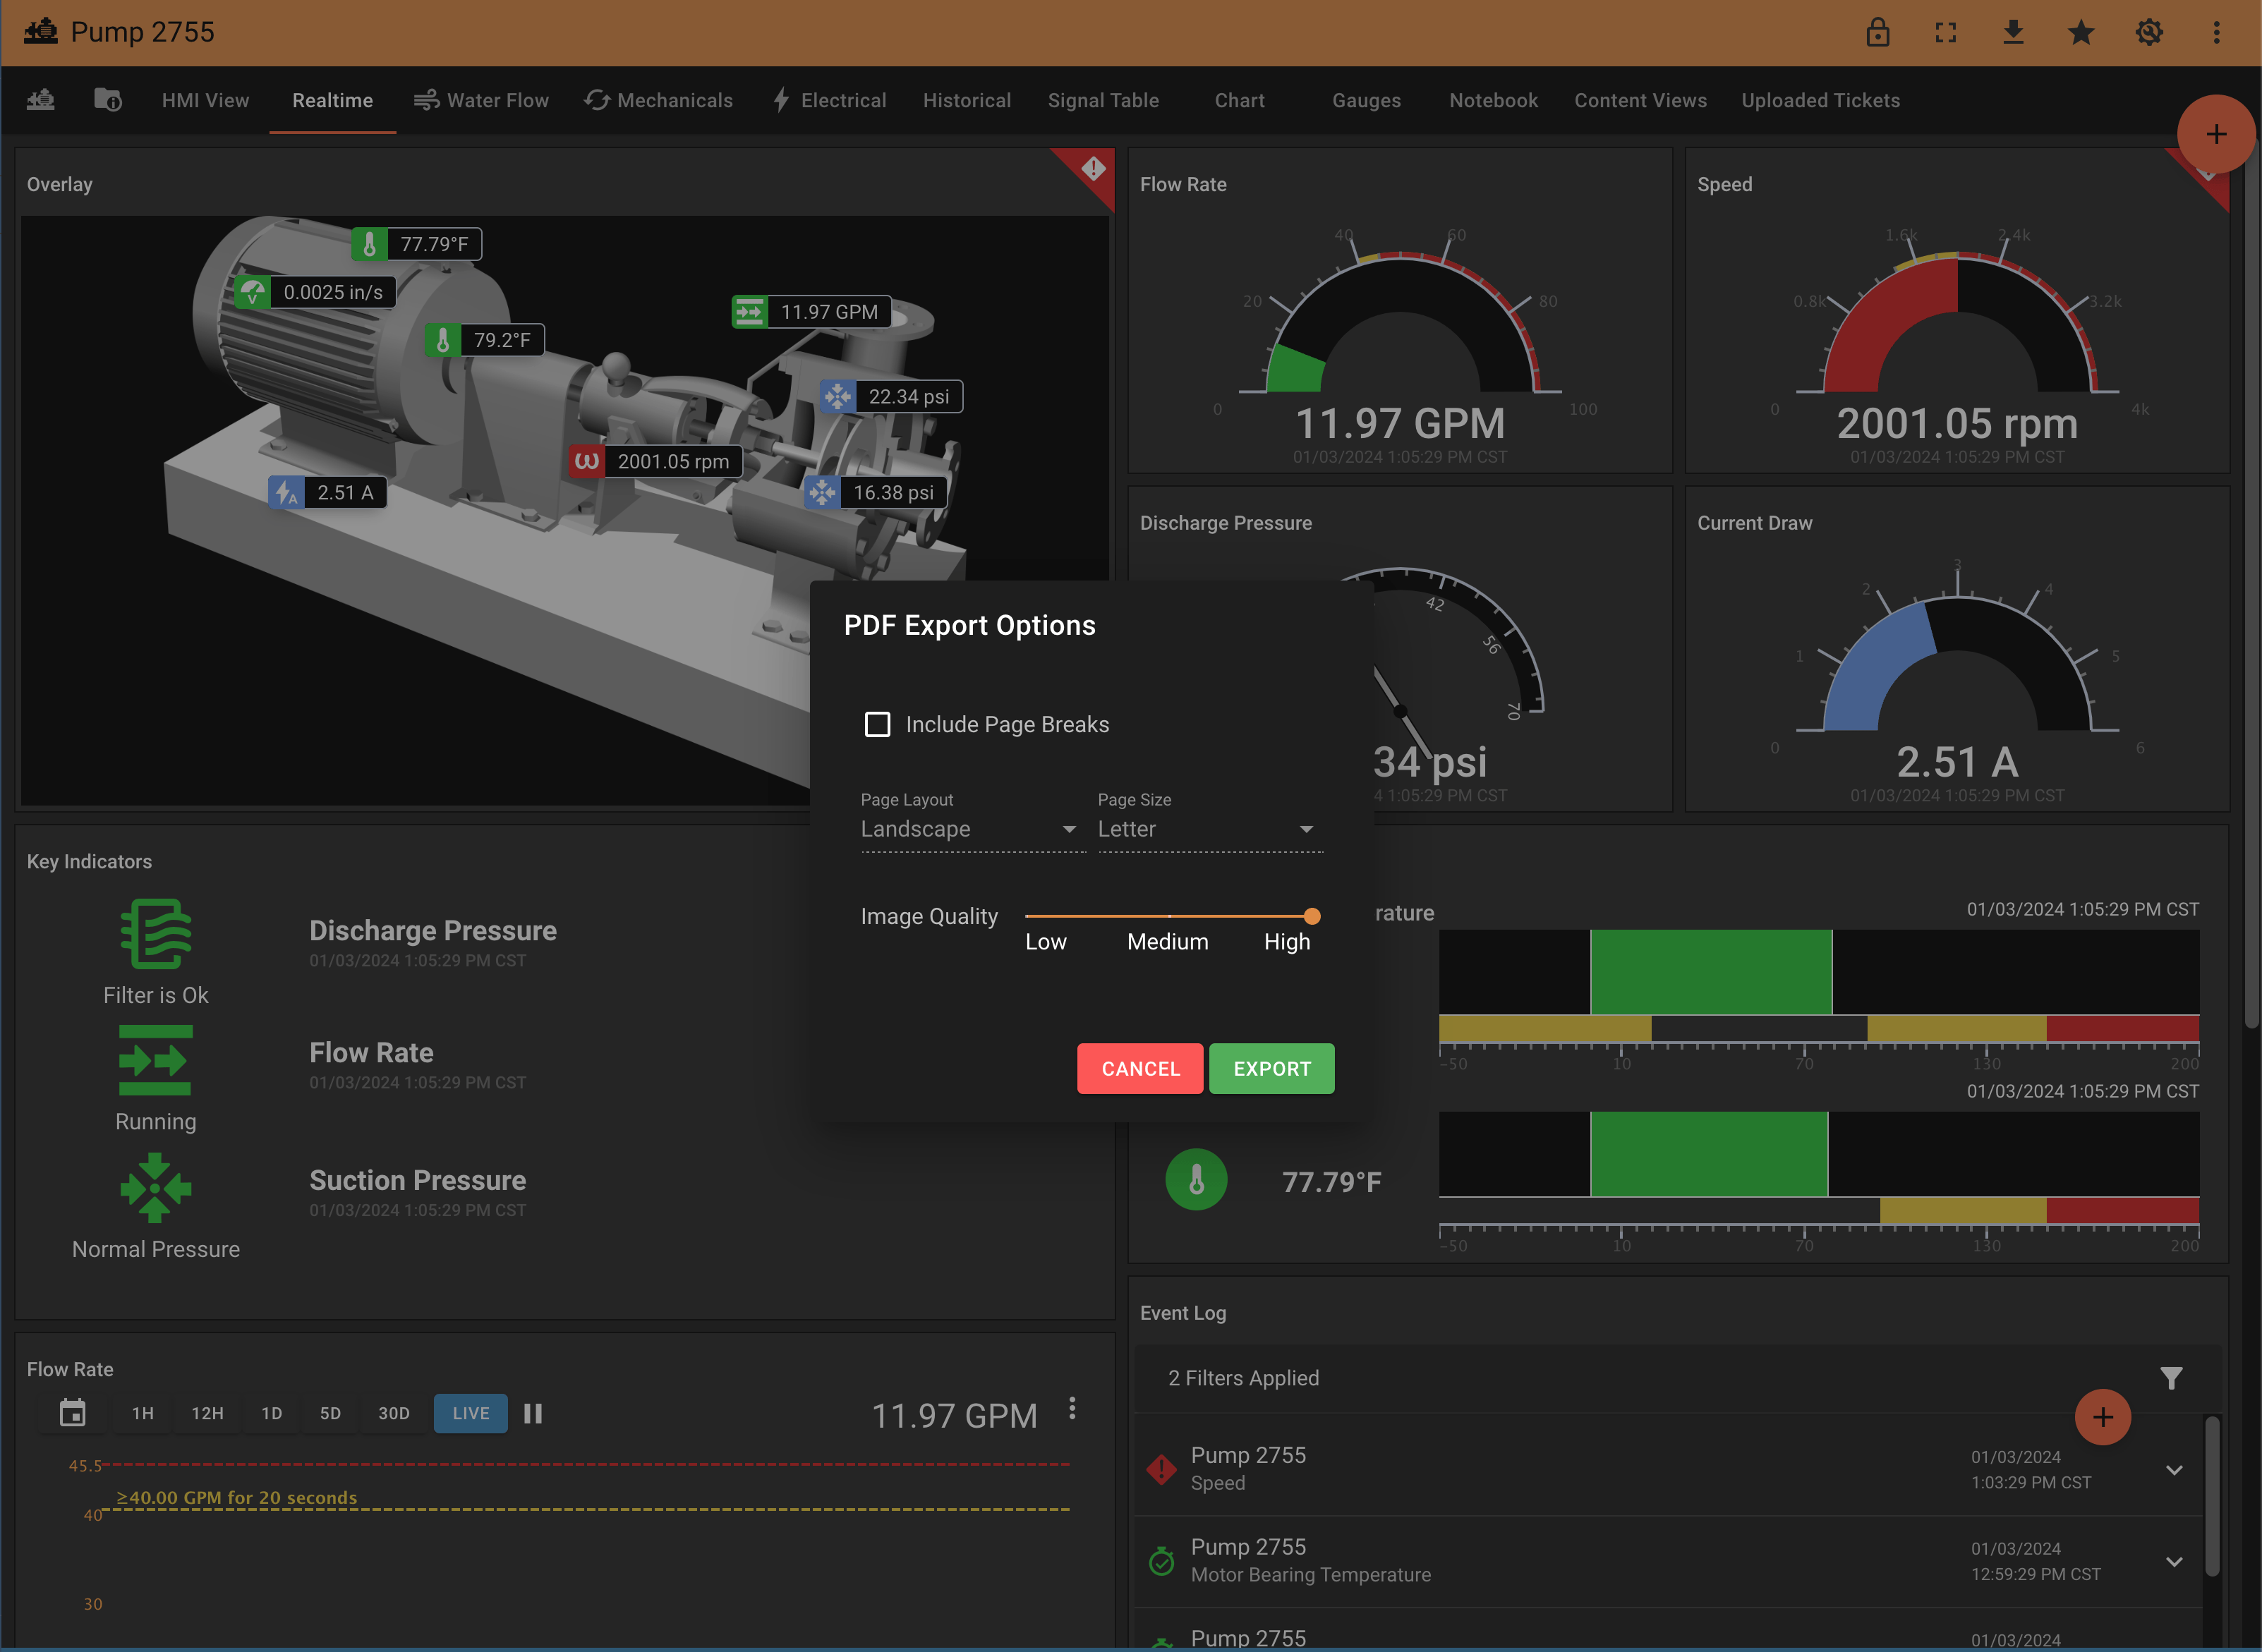 Pump 2755
HMI View
Realtime
Water Flow
Mechanicals
Electrical
Historical
Signal Table
Chart
Gauges
Notebook
Content Views
Uploaded Tickets
Overlay
77.79°F
0.0025 in/s
79.2°F
11.97 GPM
22.34 psi
ω 2001.05 rpm
A 2.51 A
16.38 psi
Flow Rate
0
20
40
60
80
100
11.97 GPM
01/03/2024 1:05:29 PM CST
Speed
0
0.8k
1.6k
2.4k
3.2k
4k
2001.05 rpm
01/03/2024 1:05:29 PM CST
Discharge Pressure
42
56
70
34 psi
4 1:05:29 PM CST
Current Draw
0
1
2
3
4
5
6
2.51 A
01/03/2024 1:05:29 PM CST
PDF Export Options
Include Page Breaks
Page Layout
Landscape
Page Size
Letter
Image Quality
Low
Medium
High
CANCEL
EXPORT
Key Indicators
Filter is Ok
Discharge Pressure
01/03/2024 1:05:29 PM CST
Running
Flow Rate
01/03/2024 1:05:29 PM CST
Normal Pressure
Suction Pressure
01/03/2024 1:05:29 PM CST
rature
01/03/2024 1:05:29 PM CST
-50
10
70
130
200
01/03/2024 1:05:29 PM CST
77.79°F
-50
10
70
130
200
Flow Rate
1H
12H
1D
5D
30D
LIVE
11.97 GPM
45.5
≥40.00 GPM for 20 seconds
40
30
Event Log
2 Filters Applied
Pump 2755
Speed
01/03/2024
1:03:29 PM CST
Pump 2755
Motor Bearing Temperature
01/03/2024
12:59:29 PM CST
Pump 2755
01/03/2024